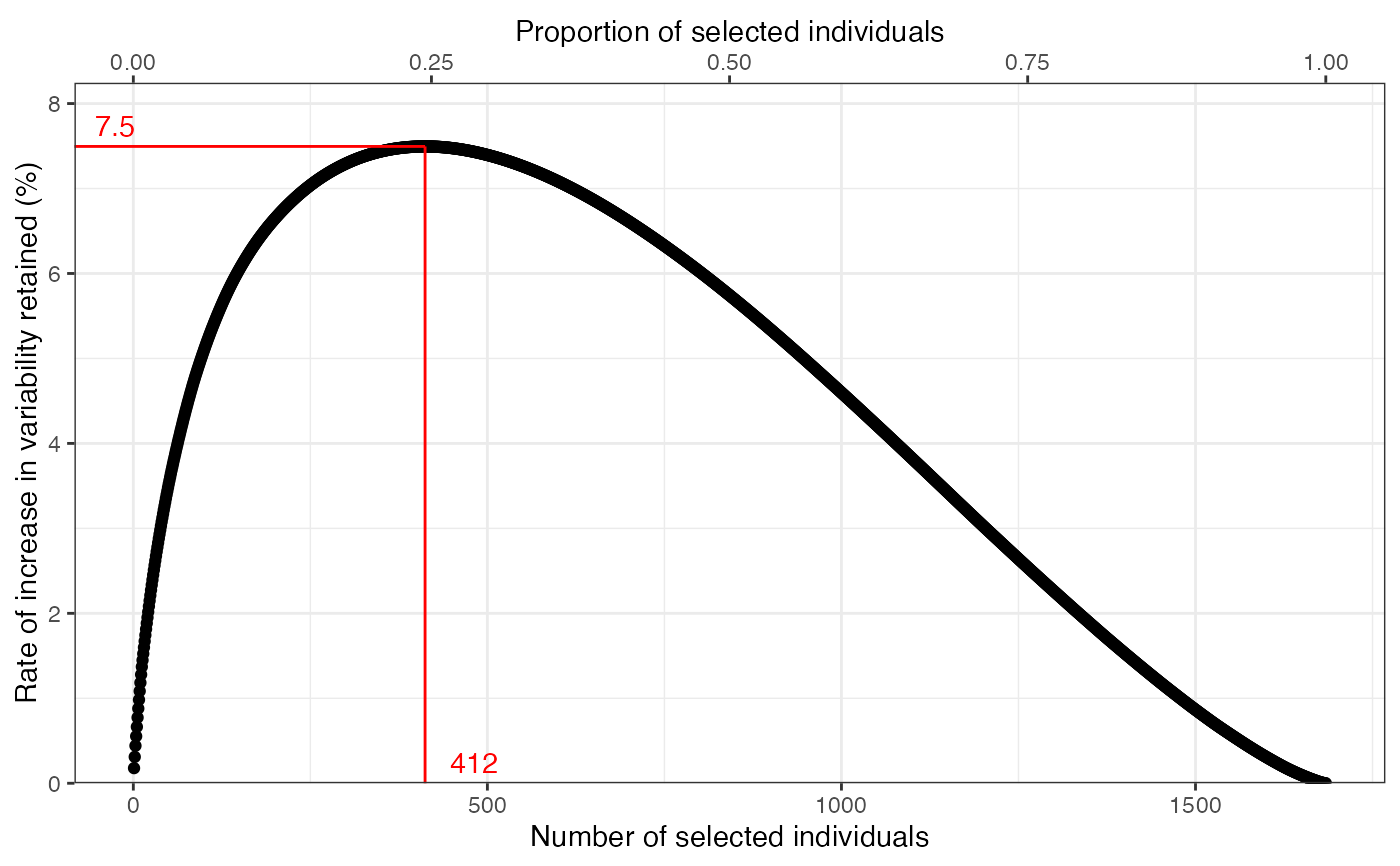 Proportion of selected individuals
0.00 0.25 0.50 0.75 1.00
8
7.5
6
4
2
0
Rate of increase in variability retained (%)
412
0 500 1000 1500
Number of selected individuals